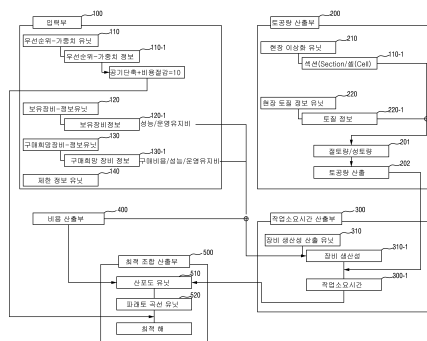 입력부
100
우선순위-가중치 유닛
110
우선순위-가중치 정보
110-1
공기단축+비용절감=10
보유장비-정보유닛
120
보유장비정보
120-1
성능/운영유지비
구매희망장비-정보유닛
130
구매희망 장비 정보
130-1
구매비용/성능/운영유지비
제한 정보 유닛
140
토공량 산출부
200
현장 이상화 유닛
210
섹션(Section/셀(Cell)
110-1
현장 토질 정보 유닛
220
토질 정보
220-1
절토량/성토량
201
토공량 산출
202
비용 산출부
400
작업소요시간 산출부
300
장비 생산성 산출 유닛
310
장비 생산성
310-1
작업소요시간
300-1
최적 조합 산출부
500
산포도 유닛
510
파레토 곡선 유닛
520
최적 해